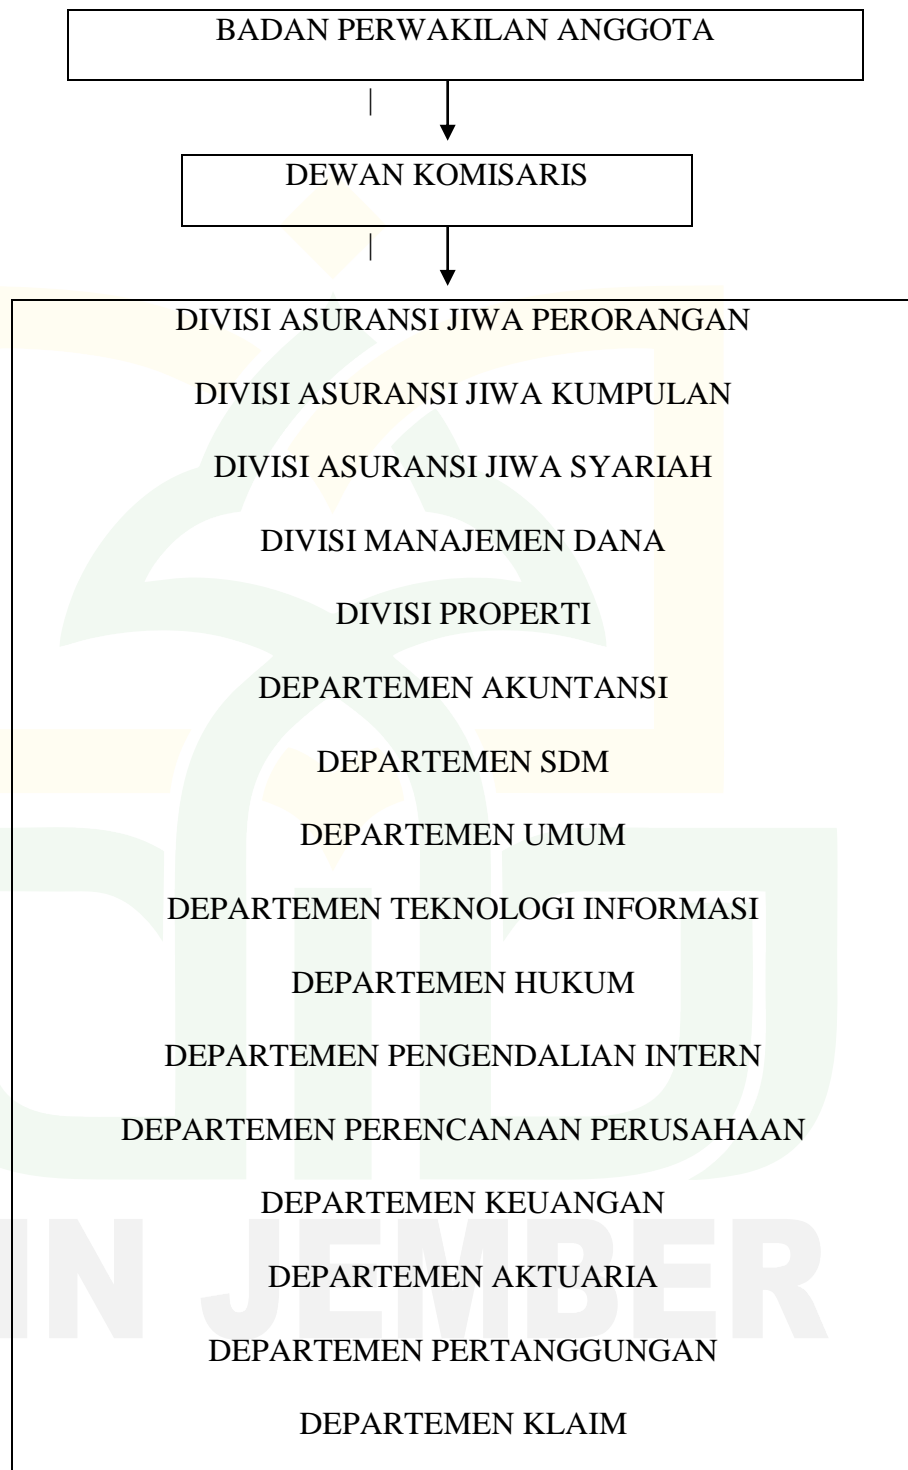 BADAN PERWAKILAN ANGGOTA
DEWAN KOMISARIS
DIVISI ASURANSI JIWA PERORANGAN
DIVISI ASURANSI JIWA KUMPULAN
DIVISI ASURANSI JIWA SYARIAH
DIVISI MANAJEMEN DANA
DIVISI PROPERTI
DEPARTEMEN AKUNTANSI
DEPARTEMEN SDM
DEPARTEMEN UMUM
DEPARTEMEN TEKNOLOGI INFORMASI
DEPARTEMEN HUKUM
DEPARTEMEN PENGENDALIAN INTERN
DEPARTEMEN PERENCANAAN PERUSAHAAN
DEPARTEMEN KEUANGAN
IN JEMBER
DEPARTEMEN AKTUARIA
DEPARTEMEN PERTANGGUNGAN
DEPARTEMEN KLAIM